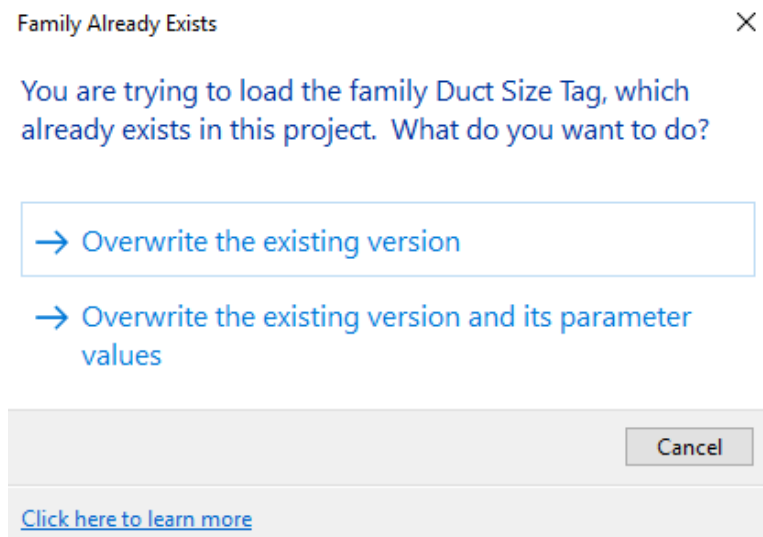 Family Already Exists
You are trying to load the family Duct Size Tag, which
already exists in this project.  What do you want to do?
Overwrite the existing version
Overwrite the existing version and its parameter
values
Cancel
Click here to learn more